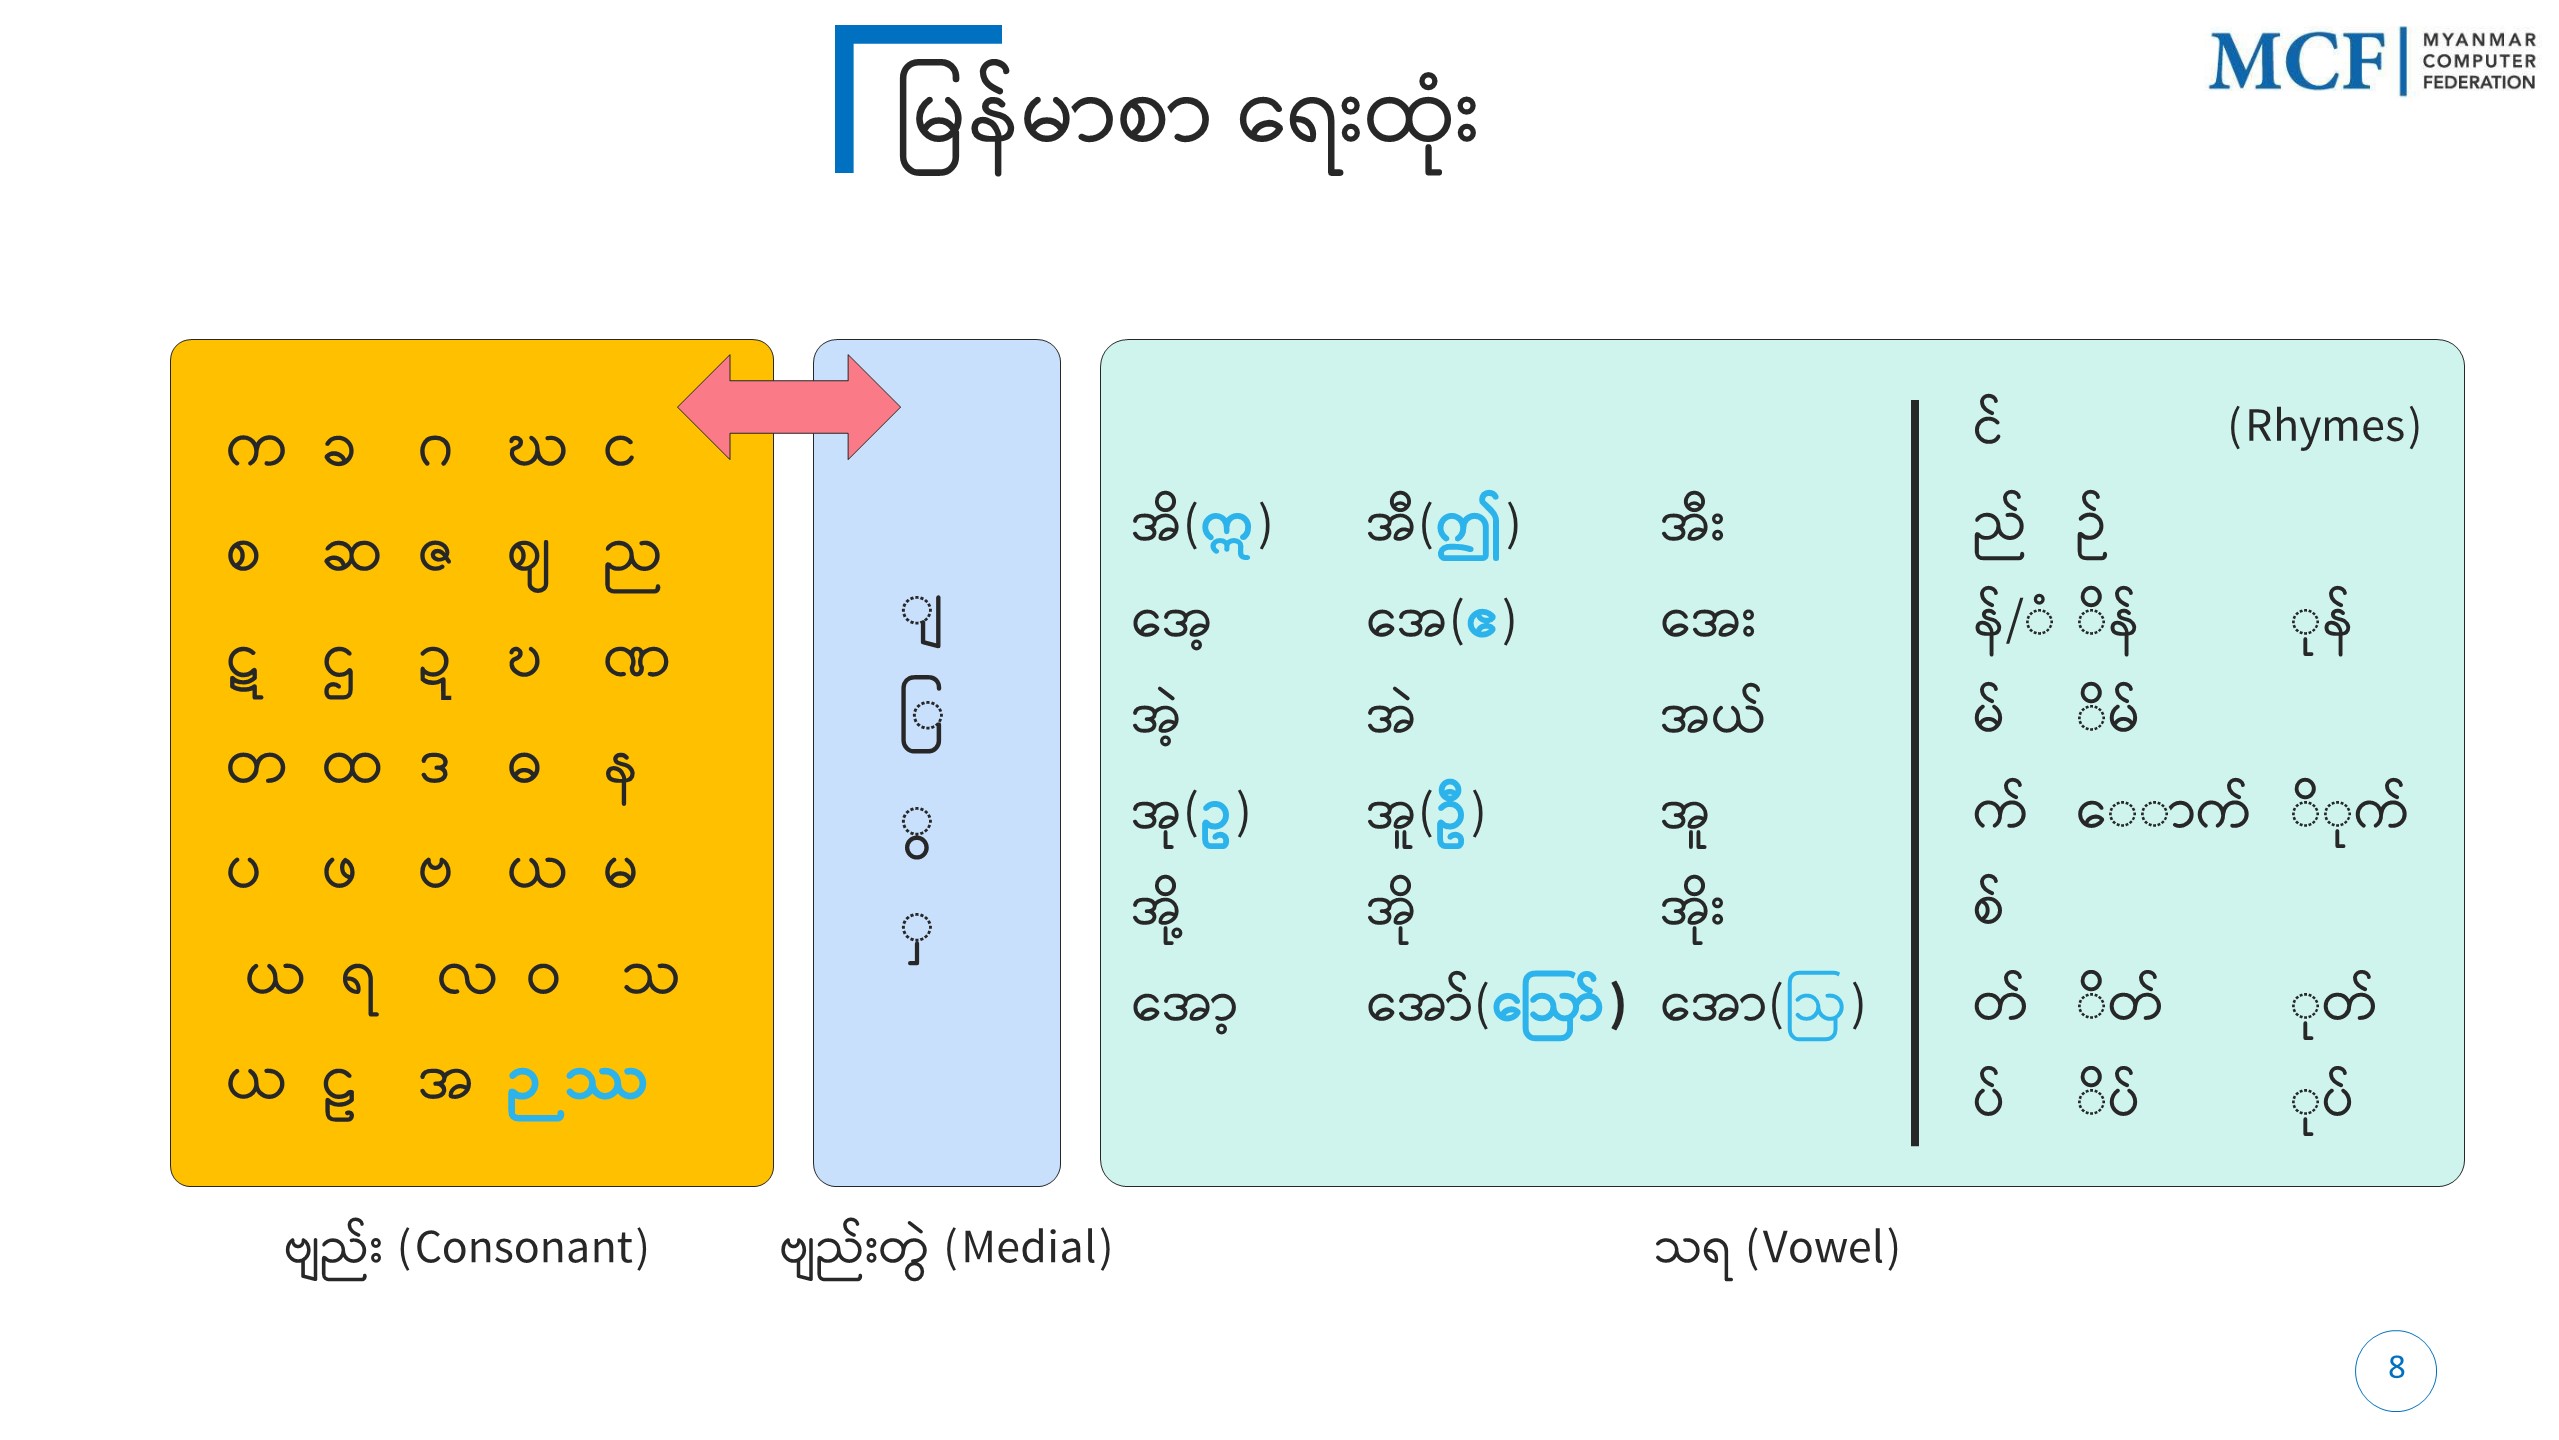 မြန်မာစာ ရေးထုံး
MCF
MYANMAR
COMPUTER
FEDERATION
က ခ ဂ ဃ င
စ ဆ ဇ ဈ ည
ဋ ဌ ဍ ဎ ဏ
တ ထ ဒ ဓ န
ပ ဖ ဗ ယ မ
ယ ရ လ ဝ သ
ယ ဠ အ ဉ ဿ
ျ
ြ
ွ
ှ
အိ(ဣ) အီ(ဤ) အီး
အေ့ အေ(ဧ) အေး
အဲ့ အဲ အယ်
အု(ဥ) အူ(ဦ) အူ
အို့ အို အိုး
အော့ အော်(ဪ) အော(ဩ)
င် (Rhymes)
ည် ဉ်
န်/ံ ိန် ုန်
မ် ိမ်
က် ောက် ိုက်
စ်
တ် ိတ် ုတ်
ပ် ိပ် ုပ်
ဗျည်း (Consonant)
ဗျည်းတွဲ (Medial)
သရ (Vowel)
8